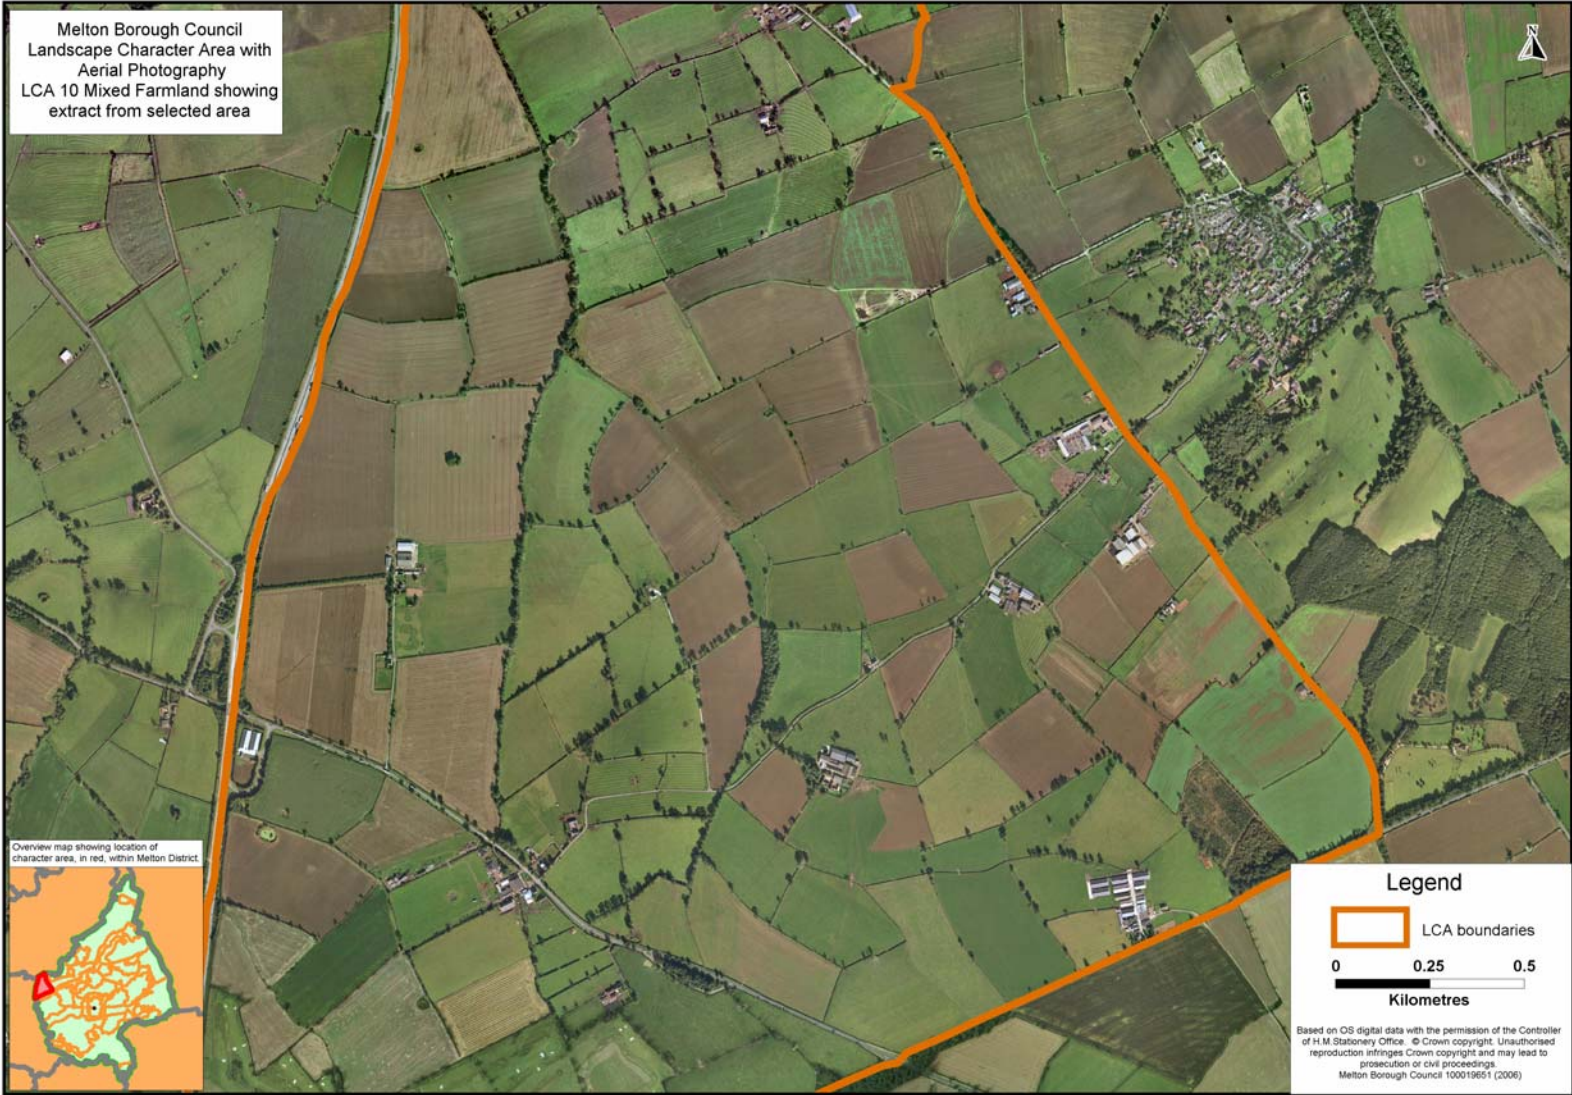 Melton Borough Council
Landscape Character Area with
Aerial Photography
LCA 10 Mixed Farmland showing
extract from selected area
N
Overview map showing location of
character area, in red, within Melton District.
Legend
LCA boundaries
0 0.25 0.5
Kilometres
Based on OS digital data with the permission of the Controller
of H.M.Stationery Office. © Crown copyright. Unauthorised
reproduction infringes Crown copyright and may lead to
prosecution or civil proceedings.
Melton Borough Council 100019651 (2006)